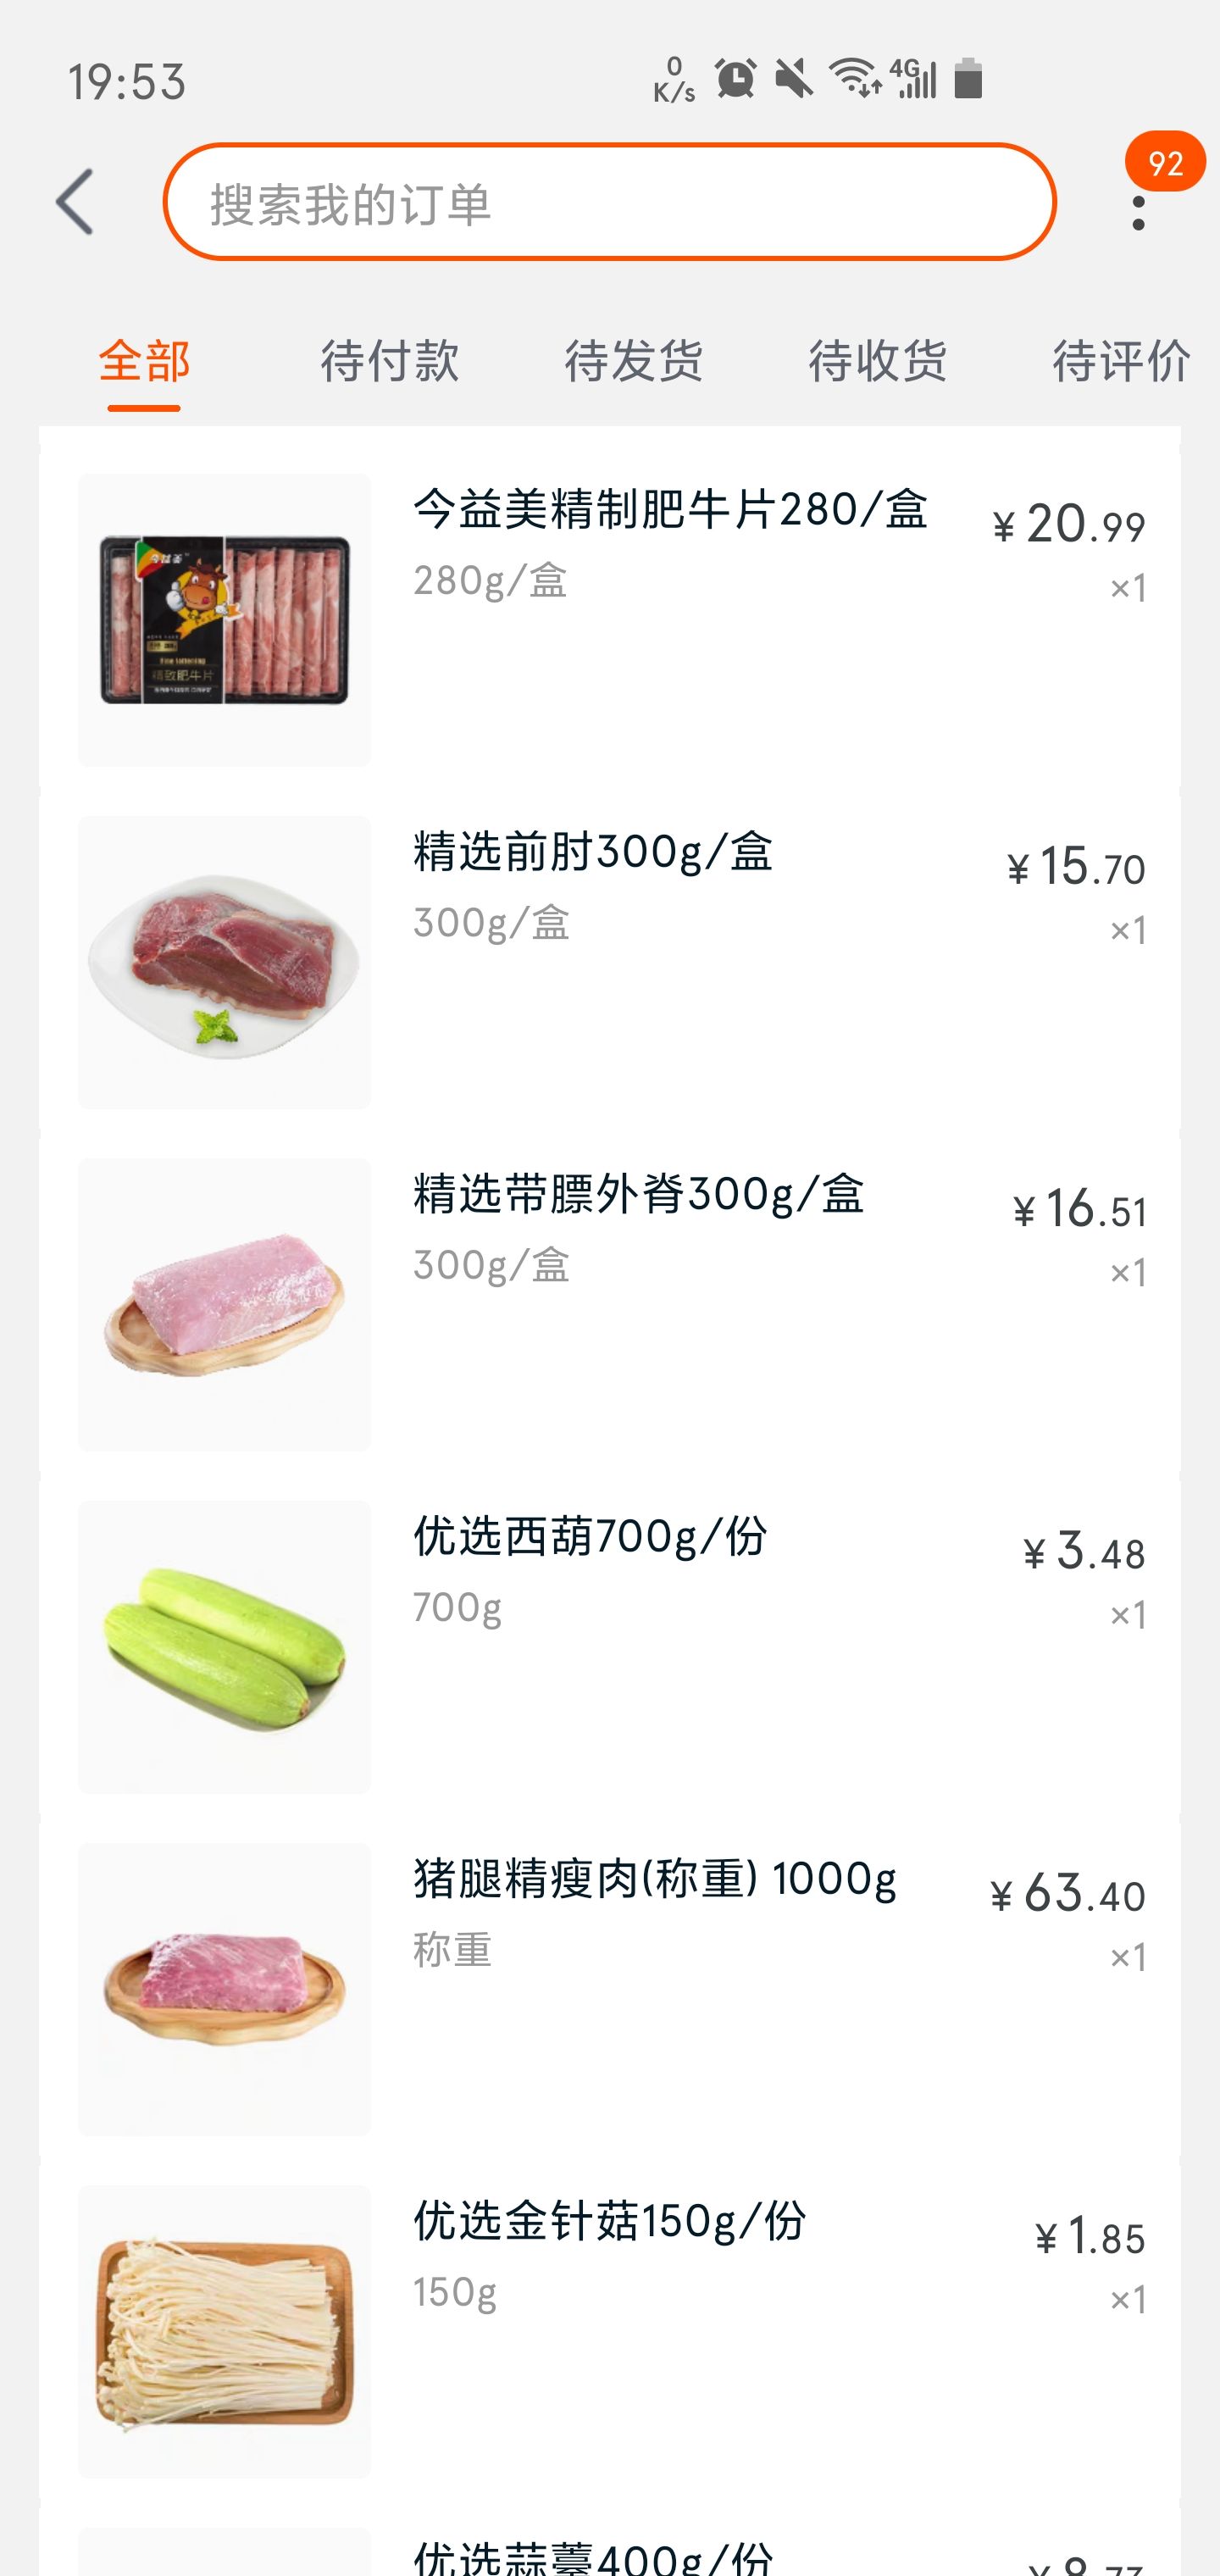 19:53
0
K/s
4G
92
搜索我的订单
全部
待付款
待发货
待收货
待评价
今益美精制肥牛片280/盒
¥20.99
280g/盒
×1
精致肥牛片
精选前肘300g/盒
¥15.70
300g/盒
×1
精选带膘外脊300g/盒
¥16.51
300g/盒
×1
优选西葫700g/份
¥3.48
700g
×1
猪腿精瘦肉(称重) 1000g
¥63.40
称重
×1
优选金针菇150g/份
¥1.85
150g
×1
优选蒜薹400g/份